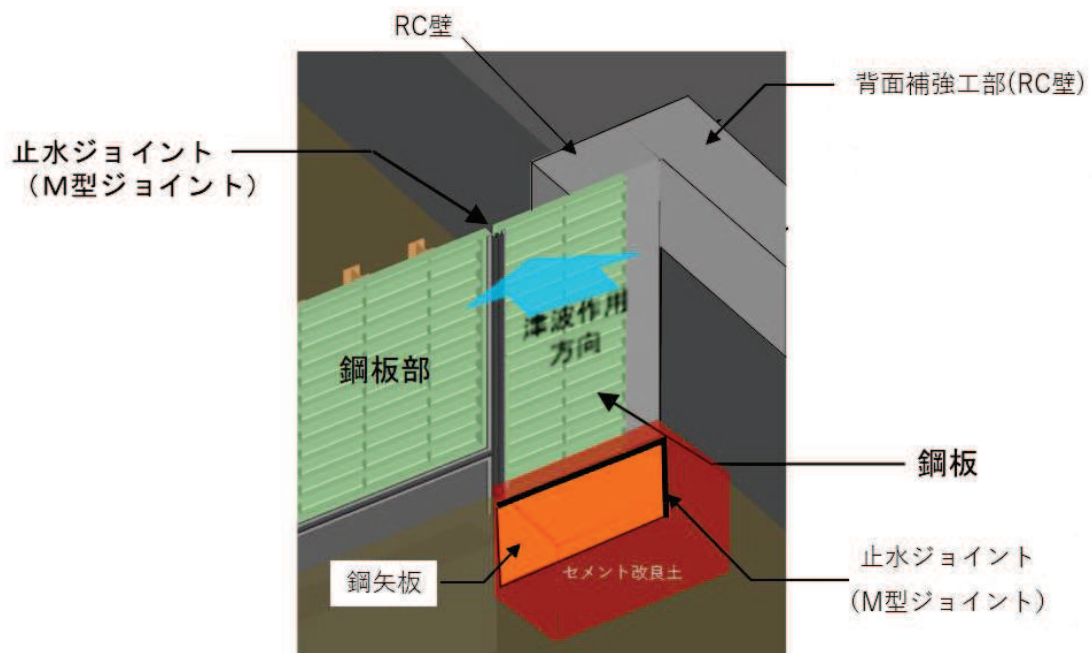 RC壁
背面補強工部(RC壁)
止水ジョイント
（M型ジョイント）
津波作用
方向
鋼板部
鋼板
鋼矢板
セメント改良土
止水ジョイント
(M型ジョイント)